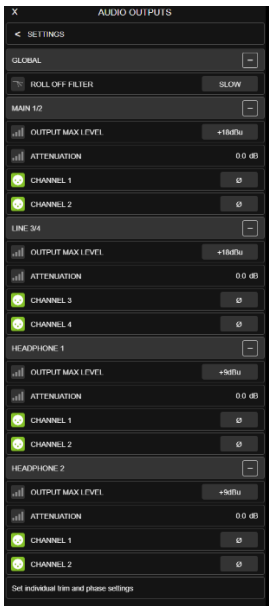 X AUDIO OUTPUTS
< SETTINGS
GLOBAL −
ROLL OFF FILTER SLOW
MAIN 1/2 −
OUTPUT MAX LEVEL +18dBu
ATTENUATION 0.0 dB
CHANNEL 1 Ø
CHANNEL 2 Ø
LINE 3/4 −
OUTPUT MAX LEVEL +18dBu
ATTENUATION 0.0 dB
CHANNEL 3 Ø
CHANNEL 4 Ø
HEADPHONE 1 −
OUTPUT MAX LEVEL +9dBu
ATTENUATION 0.0 dB
CHANNEL 1 Ø
CHANNEL 2 Ø
HEADPHONE 2 −
OUTPUT MAX LEVEL +9dBu
ATTENUATION 0.0 dB
CHANNEL 1 Ø
CHANNEL 2 Ø
Set individual trim and phase settings